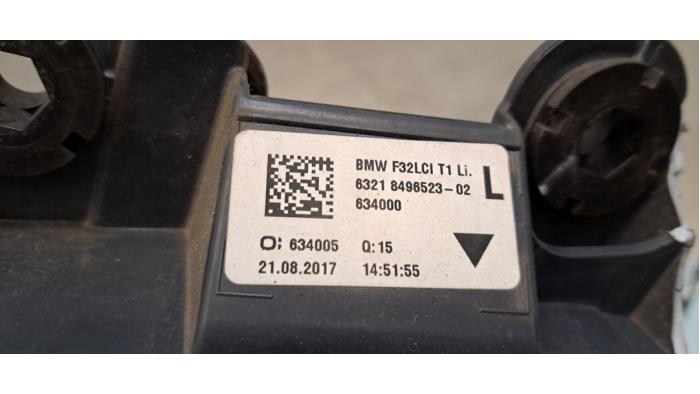 BMW F32LCI T1 Li.
6321 8496523-02 L
634000
O: 634005 Q: 15
21.08.2017 14:51:55